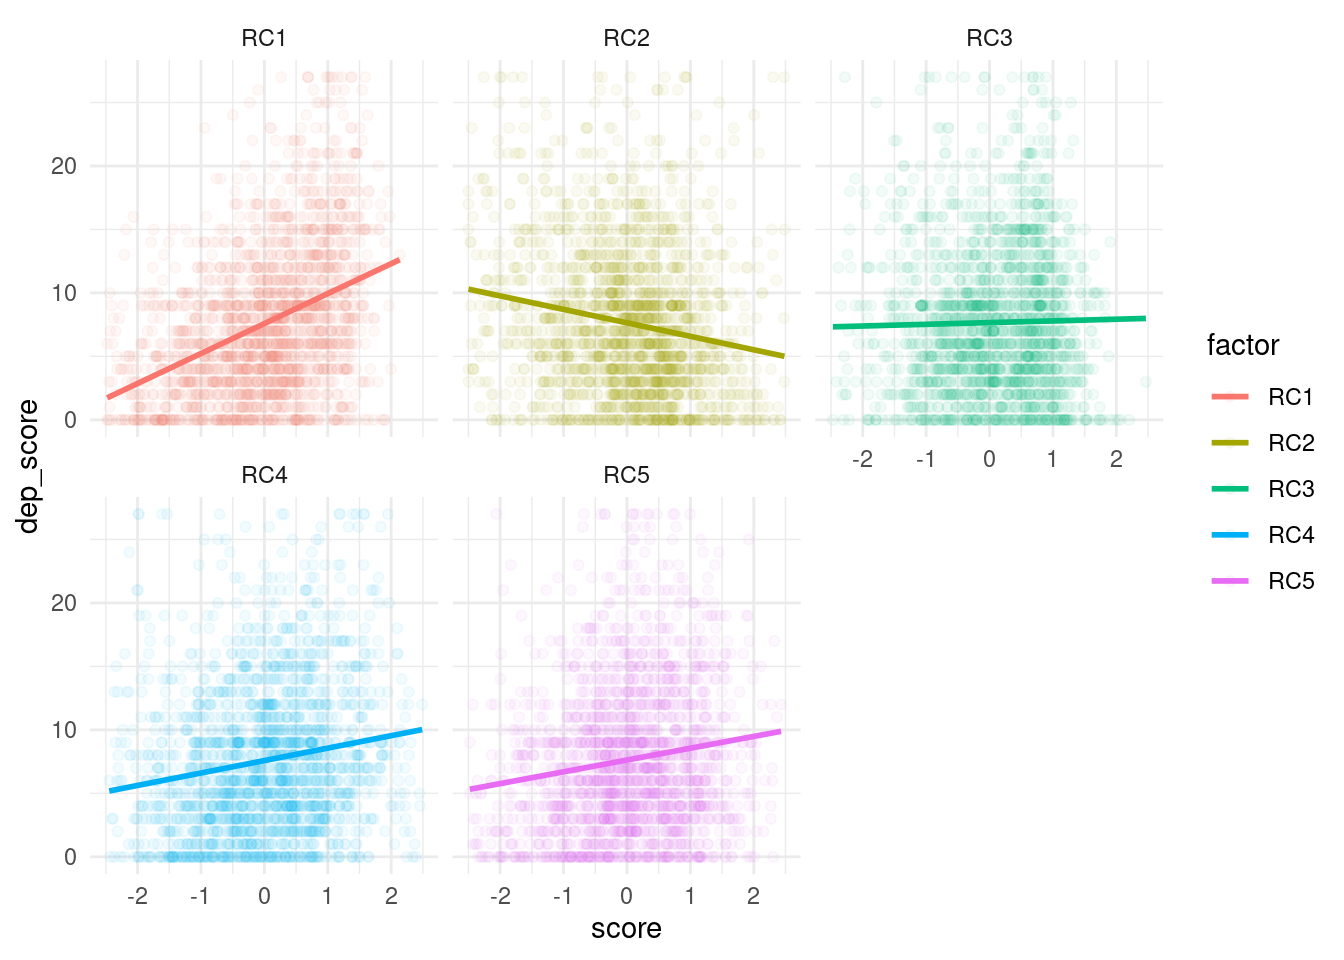 RC1 RC2 RC3
20
10
0
-2 -1 0 1 2
dep_score
RC4 RC5
20
10
0
-2 -1 0 1 2 -2 -1 0 1 2
score
factor
RC1
RC2
RC3
RC4
RC5